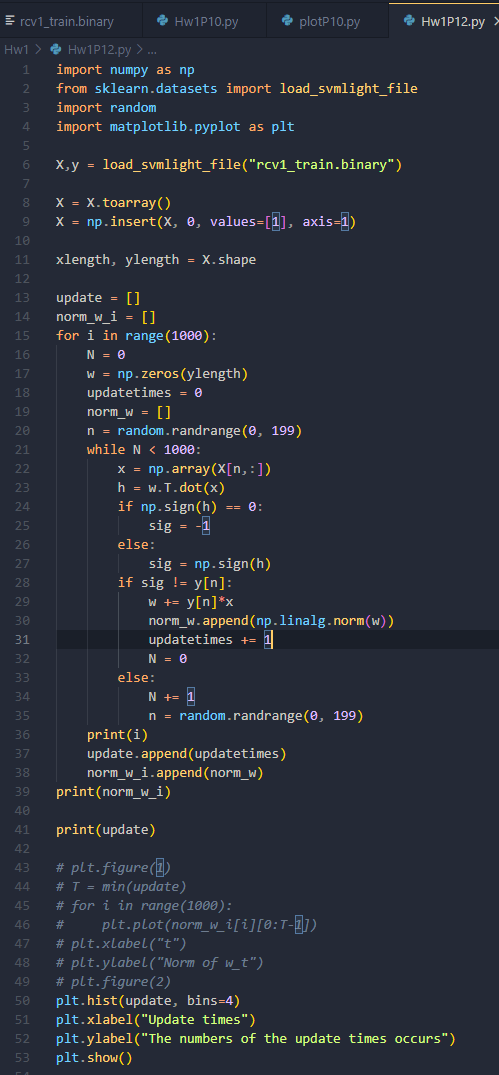 rcv1_train.binary Hw1P10.py plotP10.py Hw1P12.py
Hw1 > Hw1P12.py > ...
1 import numpy as np
2 from sklearn.datasets import load_svmlight_file
3 import random
4 import matplotlib.pyplot as plt
5
6 X,y = load_svmlight_file("rcv1_train.binary")
7
8 X = X.toarray()
9 X = np.insert(X, 0, values=[1], axis=1)
10
11 xlength, ylength = X.shape
12
13 update = []
14 norm_w_i = []
15 for i in range(1000):
16     N = 0
17     w = np.zeros(ylength)
18     updatetimes = 0
19     norm_w = []
20     n = random.randrange(0, 199)
21     while N < 1000:
22         x = np.array(X[n,:])
23         h = w.T.dot(x)
24         if np.sign(h) == 0:
25             sig = -1
26         else:
27             sig = np.sign(h)
28         if sig != y[n]:
29             w += y[n]*x
30             norm_w.append(np.linalg.norm(w))
31             updatetimes += 1
32             N = 0
33         else:
34             N += 1
35             n = random.randrange(0, 199)
36     print(i)
37     update.append(updatetimes)
38     norm_w_i.append(norm_w)
39 print(norm_w_i)
40
41 print(update)
42
43 # plt.figure(1)
44 # T = min(update)
45 # for i in range(1000):
46 #     plt.plot(norm_w_i[i][0:T-1])
47 # plt.xlabel("t")
48 # plt.ylabel("Norm of w_t")
49 # plt.figure(2)
50 plt.hist(update, bins=4)
51 plt.xlabel("Update times")
52 plt.ylabel("The numbers of the update times occurs")
53 plt.show()
54